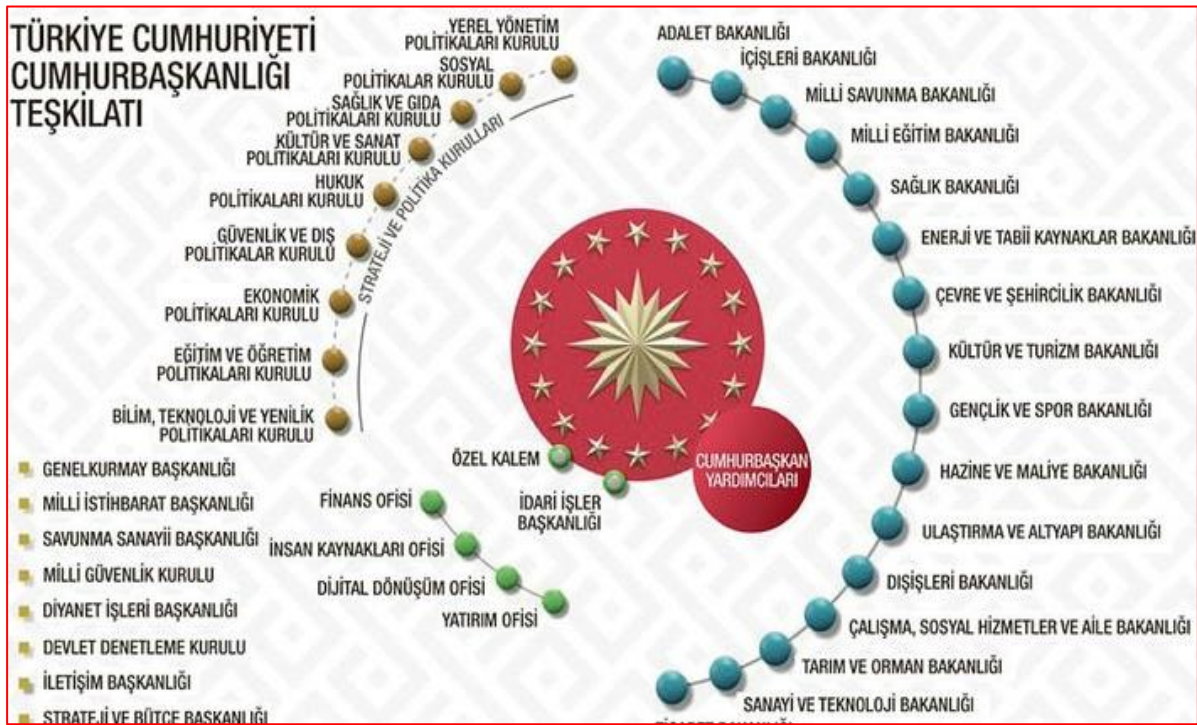 TÜRKİYE CUMHURİYETİ
CUMHURBAŞKANLIĞI
TEŞKİLATI
YEREL YÖNETİM
POLİTİKALARI KURULU
SOSYAL
POLİTİKALAR KURULU
SAĞLIK VE GIDA
POLİTİKALARI KURULU
KÜLTÜR VE SANAT
POLİTİKALARI KURULU
HUKUK
POLİTİKALARI KURULU
GÜVENLİK VE DIŞ
POLİTİKALAR KURULU
EKONOMİK
POLİTİKALARI KURULU
EĞİTİM VE ÖĞRETİM
POLİTİKALARI KURULU
BİLİM, TEKNOLOJİ VE YENİLİK
POLİTİKALARI KURULU
STRATEJİ VE POLİTİKA KURULLARI
GENELKURMAY BAŞKANLIĞI
MİLLİ İSTİHBARAT BAŞKANLIĞI
SAVUNMA SANAYİİ BAŞKANLIĞI
MİLLİ GÜVENLİK KURULU
DİYANET İŞLERİ BAŞKANLIĞI
DEVLET DENETLEME KURULU
İLETİŞİM BAŞKANLIĞI
STRATEJİ VE BÜTÇE BAŞKANLIĞI
ÖZEL KALEM
İDARİ İŞLER
BAŞKANLIĞI
FİNANS OFİSİ
İNSAN KAYNAKLARI OFİSİ
DİJİTAL DÖNÜŞÜM OFİSİ
YATIRIM OFİSİ
CUMHURBAŞKAN
YARDIMCILARI
ADALET BAKANLIĞI
İÇİŞLERİ BAKANLIĞI
MİLLİ SAVUNMA BAKANLIĞI
MİLLİ EĞİTİM BAKANLIĞI
SAĞLIK BAKANLIĞI
ENERJİ VE TABİİ KAYNAKLAR BAKANLIĞI
ÇEVRE VE ŞEHİRCİLİK BAKANLIĞI
KÜLTÜR VE TURİZM BAKANLIĞI
GENÇLİK VE SPOR BAKANLIĞI
HAZİNE VE MALİYE BAKANLIĞI
ULAŞTIRMA VE ALTYAPI BAKANLIĞI
DIŞİŞLERİ BAKANLIĞI
ÇALIŞMA, SOSYAL HİZMETLER VE AİLE BAKANLIĞI
TARIM VE ORMAN BAKANLIĞI
SANAYİ VE TEKNOLOJİ BAKANLIĞI